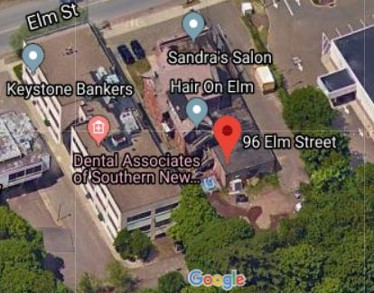 Elm St
Sandra's Salon
Keystone Bankers
Hair On Elm
96 Elm Street
Dental Associates
of Southern New...
Google